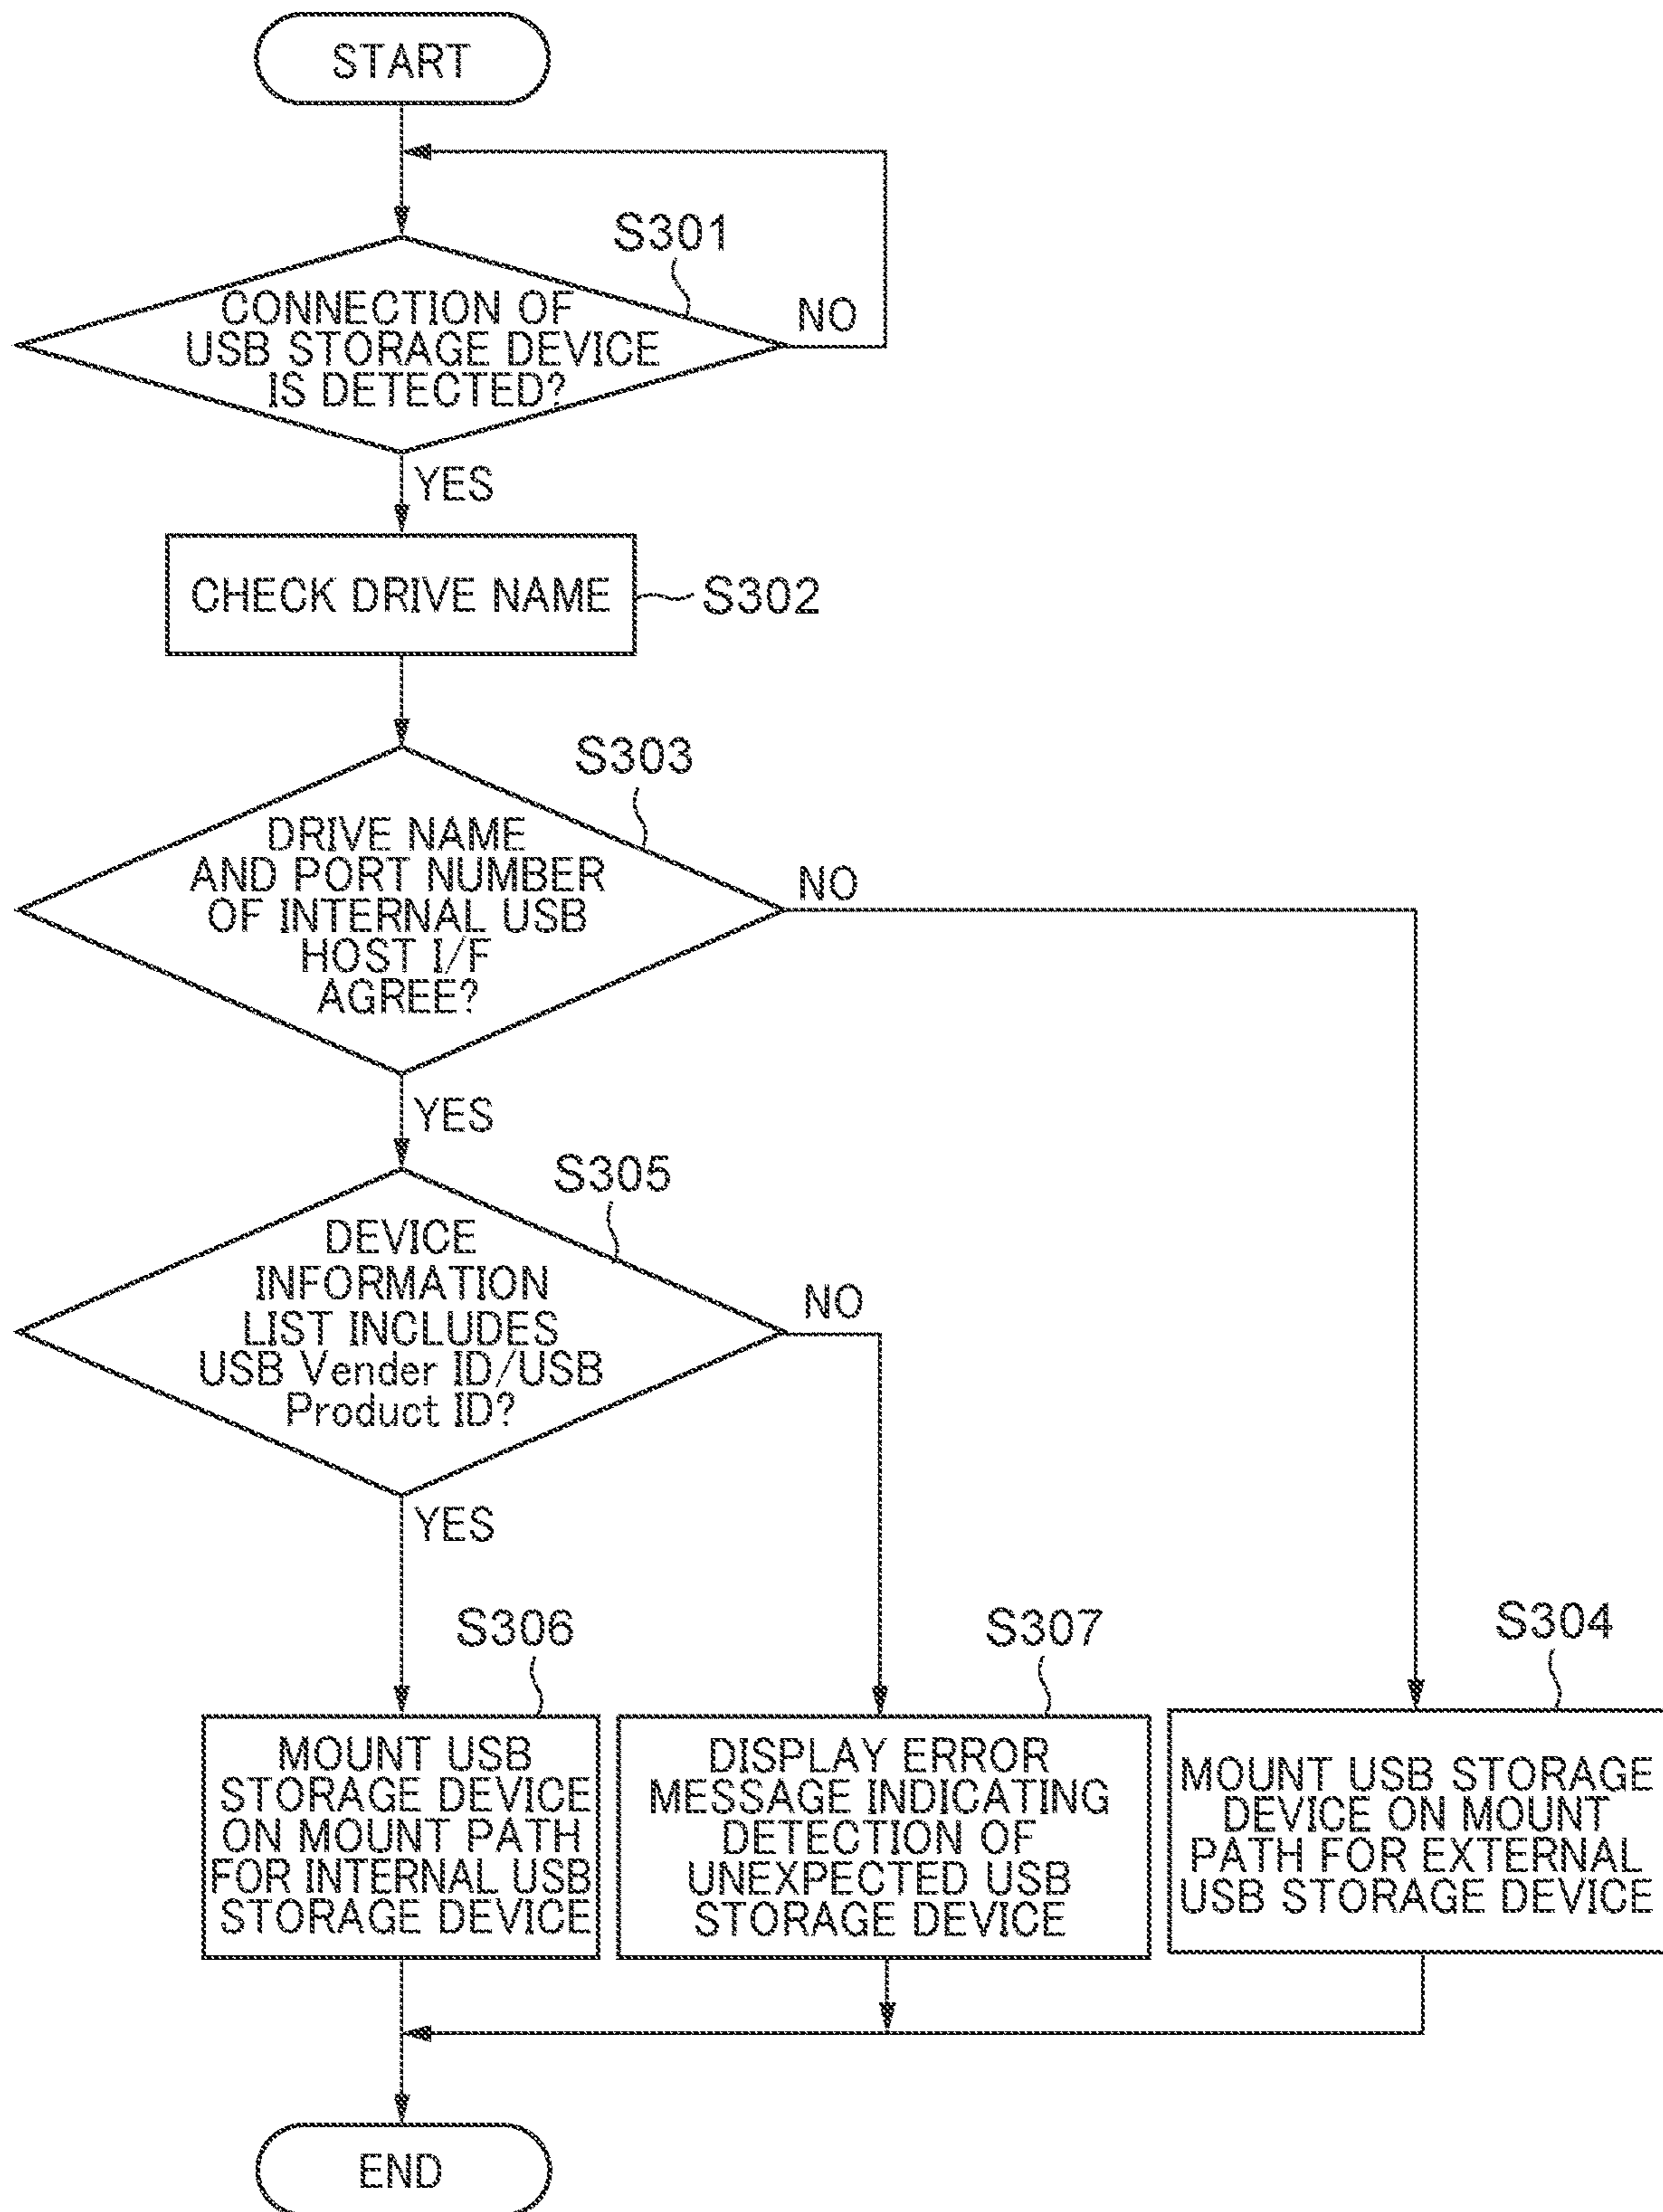 START
S301
CONNECTION OF
USB STORAGE DEVICE
IS DETECTED?
NO
YES
CHECK DRIVE NAME
S302
S303
DRIVE NAME
AND PORT NUMBER
OF INTERNAL USB
HOST I/F
AGREE?
NO
YES
S305
DEVICE
INFORMATION
LIST INCLUDES
USB Vender ID/USB
Product ID?
NO
YES
S306
MOUNT USB
STORAGE DEVICE
ON MOUNT PATH
FOR INTERNAL USB
STORAGE DEVICE
S307
DISPLAY ERROR
MESSAGE INDICATING
DETECTION OF
UNEXPECTED USB
STORAGE DEVICE
S304
MOUNT USB STORAGE
DEVICE ON MOUNT
PATH FOR EXTERNAL
USB STORAGE DEVICE
END